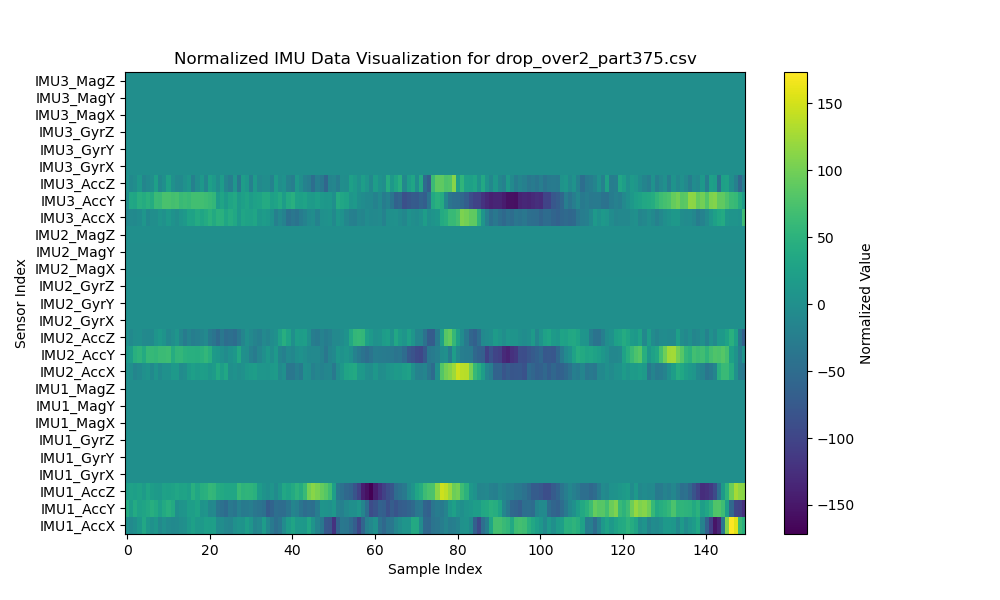 Normalized IMU Data Visualization for drop_over2_part375.csv
IMU3_MagZ
IMU3_MagY
IMU3_MagX
IMU3_GyrZ
IMU3_GyrY
IMU3_GyrX
IMU3_AccZ
IMU3_AccY
IMU3_AccX
IMU2_MagZ
IMU2_MagY
IMU2_MagX
IMU2_GyrZ
IMU2_GyrY
IMU2_GyrX
IMU2_AccZ
IMU2_AccY
IMU2_AccX
IMU1_MagZ
IMU1_MagY
IMU1_MagX
IMU1_GyrZ
IMU1_GyrY
IMU1_GyrX
IMU1_AccZ
IMU1_AccY
IMU1_AccX
Sensor Index
0 20 40 60 80 100 120 140
Sample Index
150
100
50
0
−50
−100
−150
Normalized Value